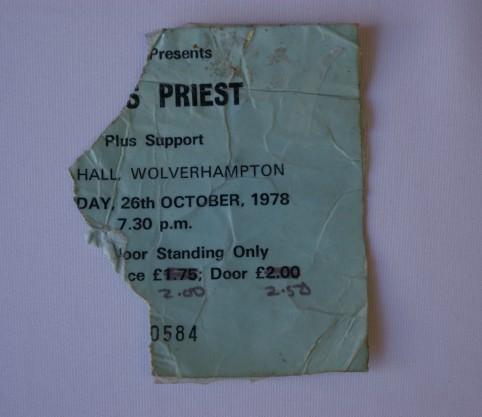 Presents
S PRIEST
Plus Support
HALL, WOLVERHAMPTON
DAY, 26th OCTOBER, 1978
7.30 p.m.
loor Standing Only
ce £1.75; Door £2.00
2.00 2.50
0584